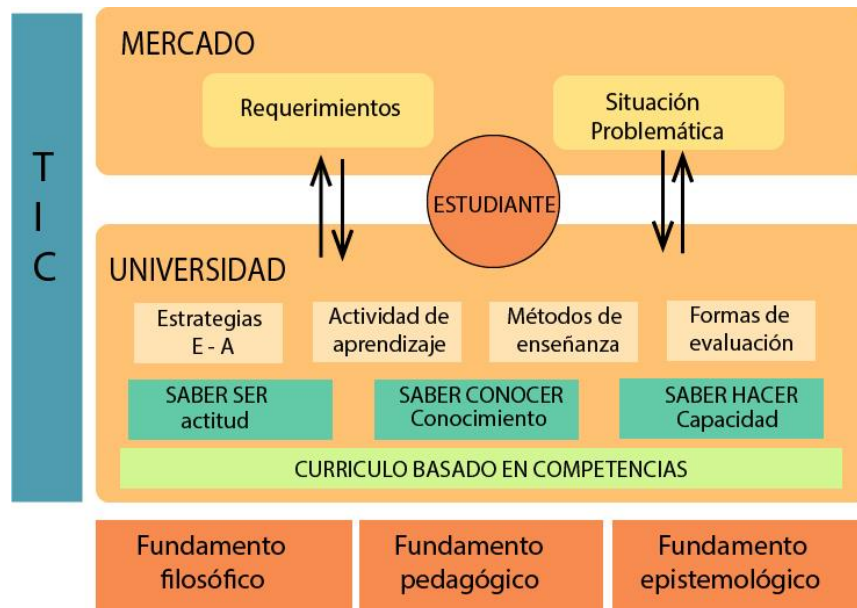 T
I
C
MERCADO
Requerimientos
Situación
Problemática
ESTUDIANTE
UNIVERSIDAD
Estrategias
E - A
Actividad de
aprendizaje
Métodos de
enseñanza
Formas de
evaluación
SABER SER
actitud
SABER CONOCER
Conocimiento
SABER HACER
Capacidad
CURRICULO BASADO EN COMPETENCIAS
Fundamento
filosófico
Fundamento
pedagógico
Fundamento
epistemológico